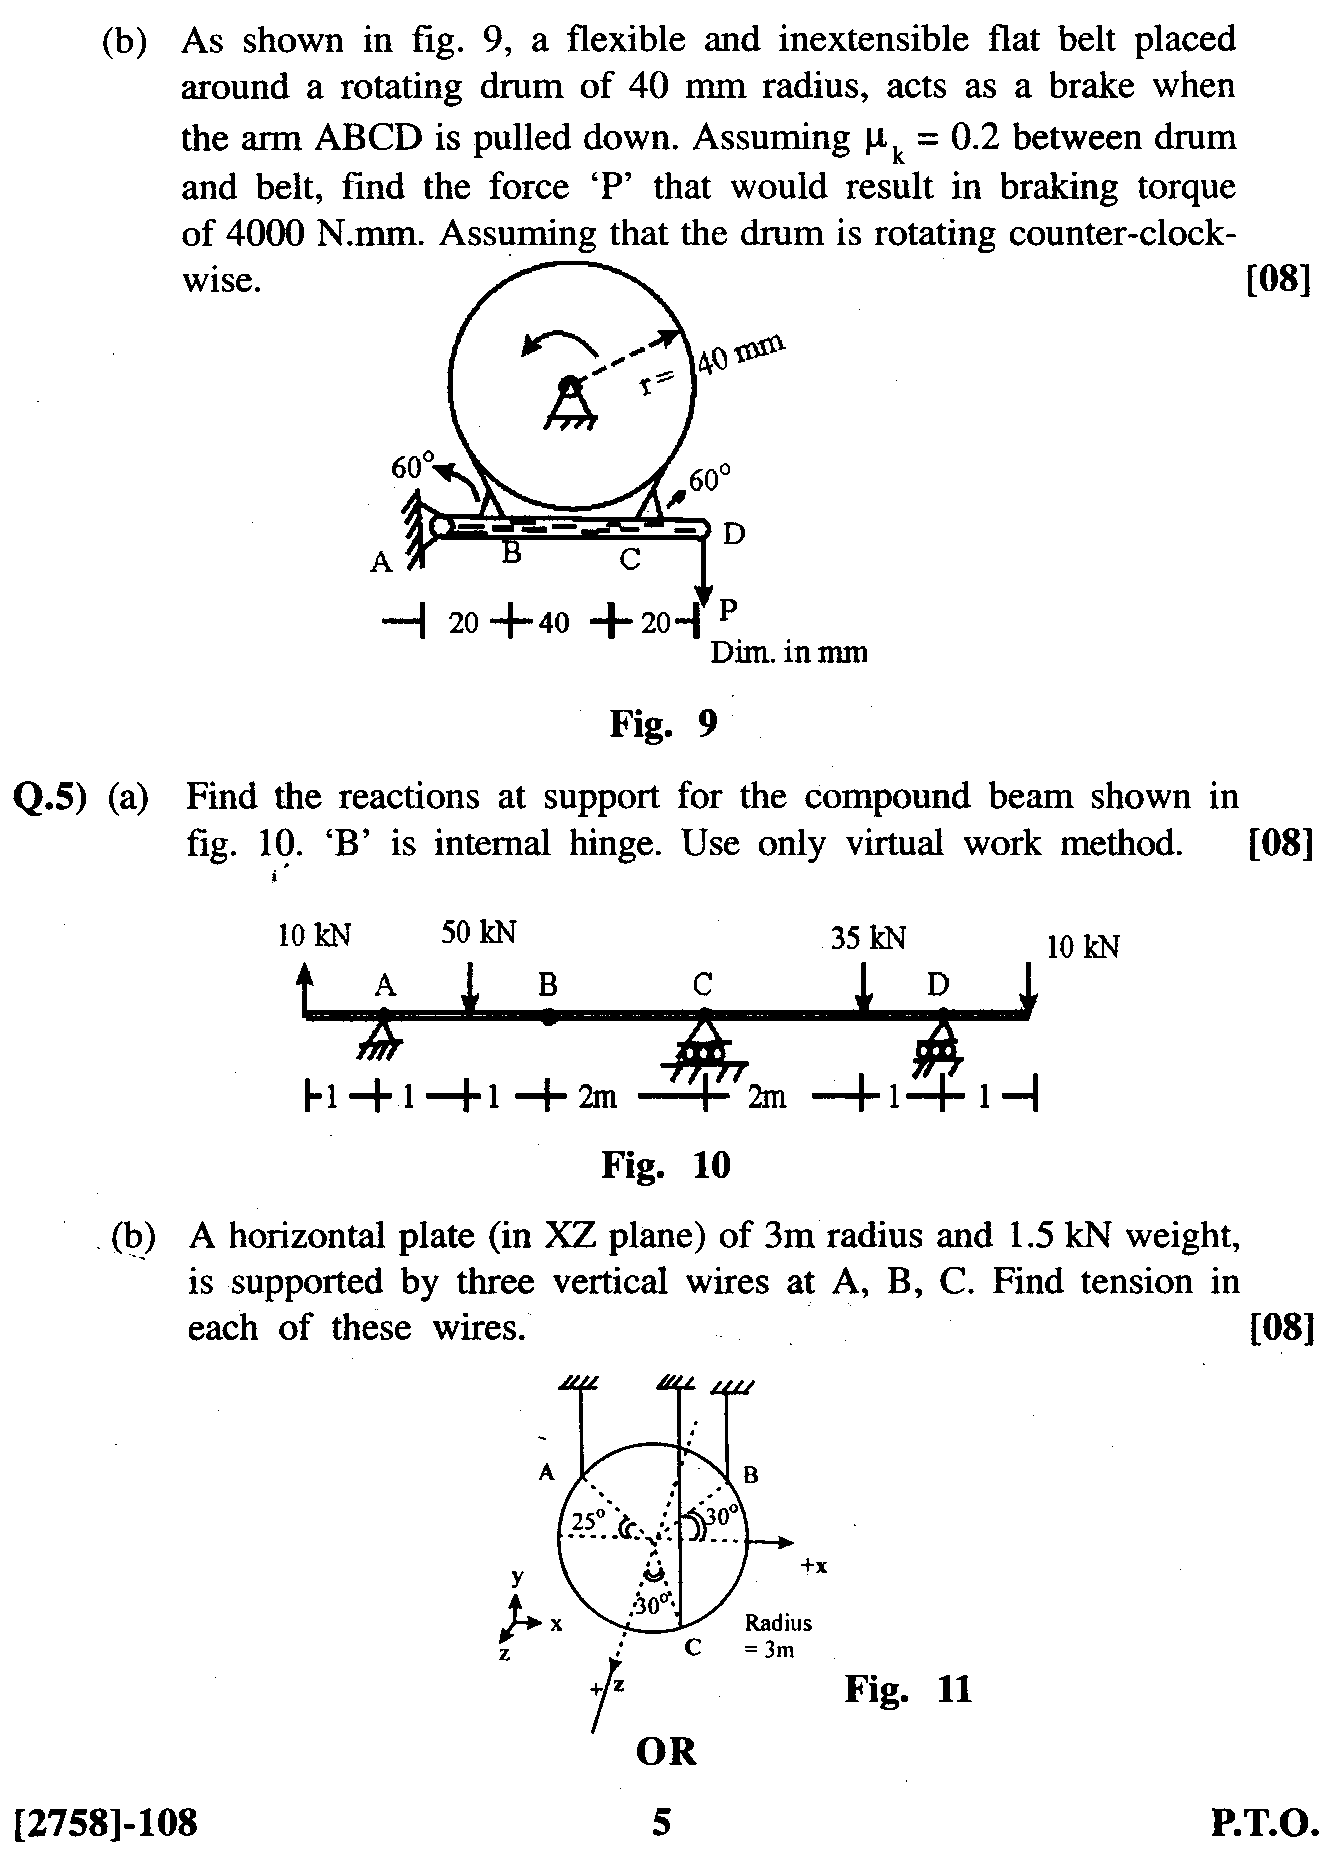 (b) As shown in fig. 9, a flexible and inextensible flat belt placed
around a rotating drum of 40 mm radius, acts as a brake when
the arm ABCD is pulled down. Assuming μk = 0.2 between drum
and belt, find the force ‘P’ that would result in braking torque
of 4000 N.mm. Assuming that the drum is rotating counter-clock-
wise. [08]
r = 40 mm
60° 60°
A B C D
P
20 40 20
Dim. in mm
Fig. 9
Q.5) (a) Find the reactions at support for the compound beam shown in
fig. 10. ‘B’ is internal hinge. Use only virtual work method. [08]
10 kN 50 kN 35 kN 10 kN
A B C D
1 1 1 2m 2m 1 1
Fig. 10
(b) A horizontal plate (in XZ plane) of 3m radius and 1.5 kN weight,
is supported by three vertical wires at A, B, C. Find tension in
each of these wires. [08]
A B
25° 30°
+x
y
30°
x
z
C
Radius
= 3m
+z
Fig. 11
OR
[2758]-108 5 P.T.O.